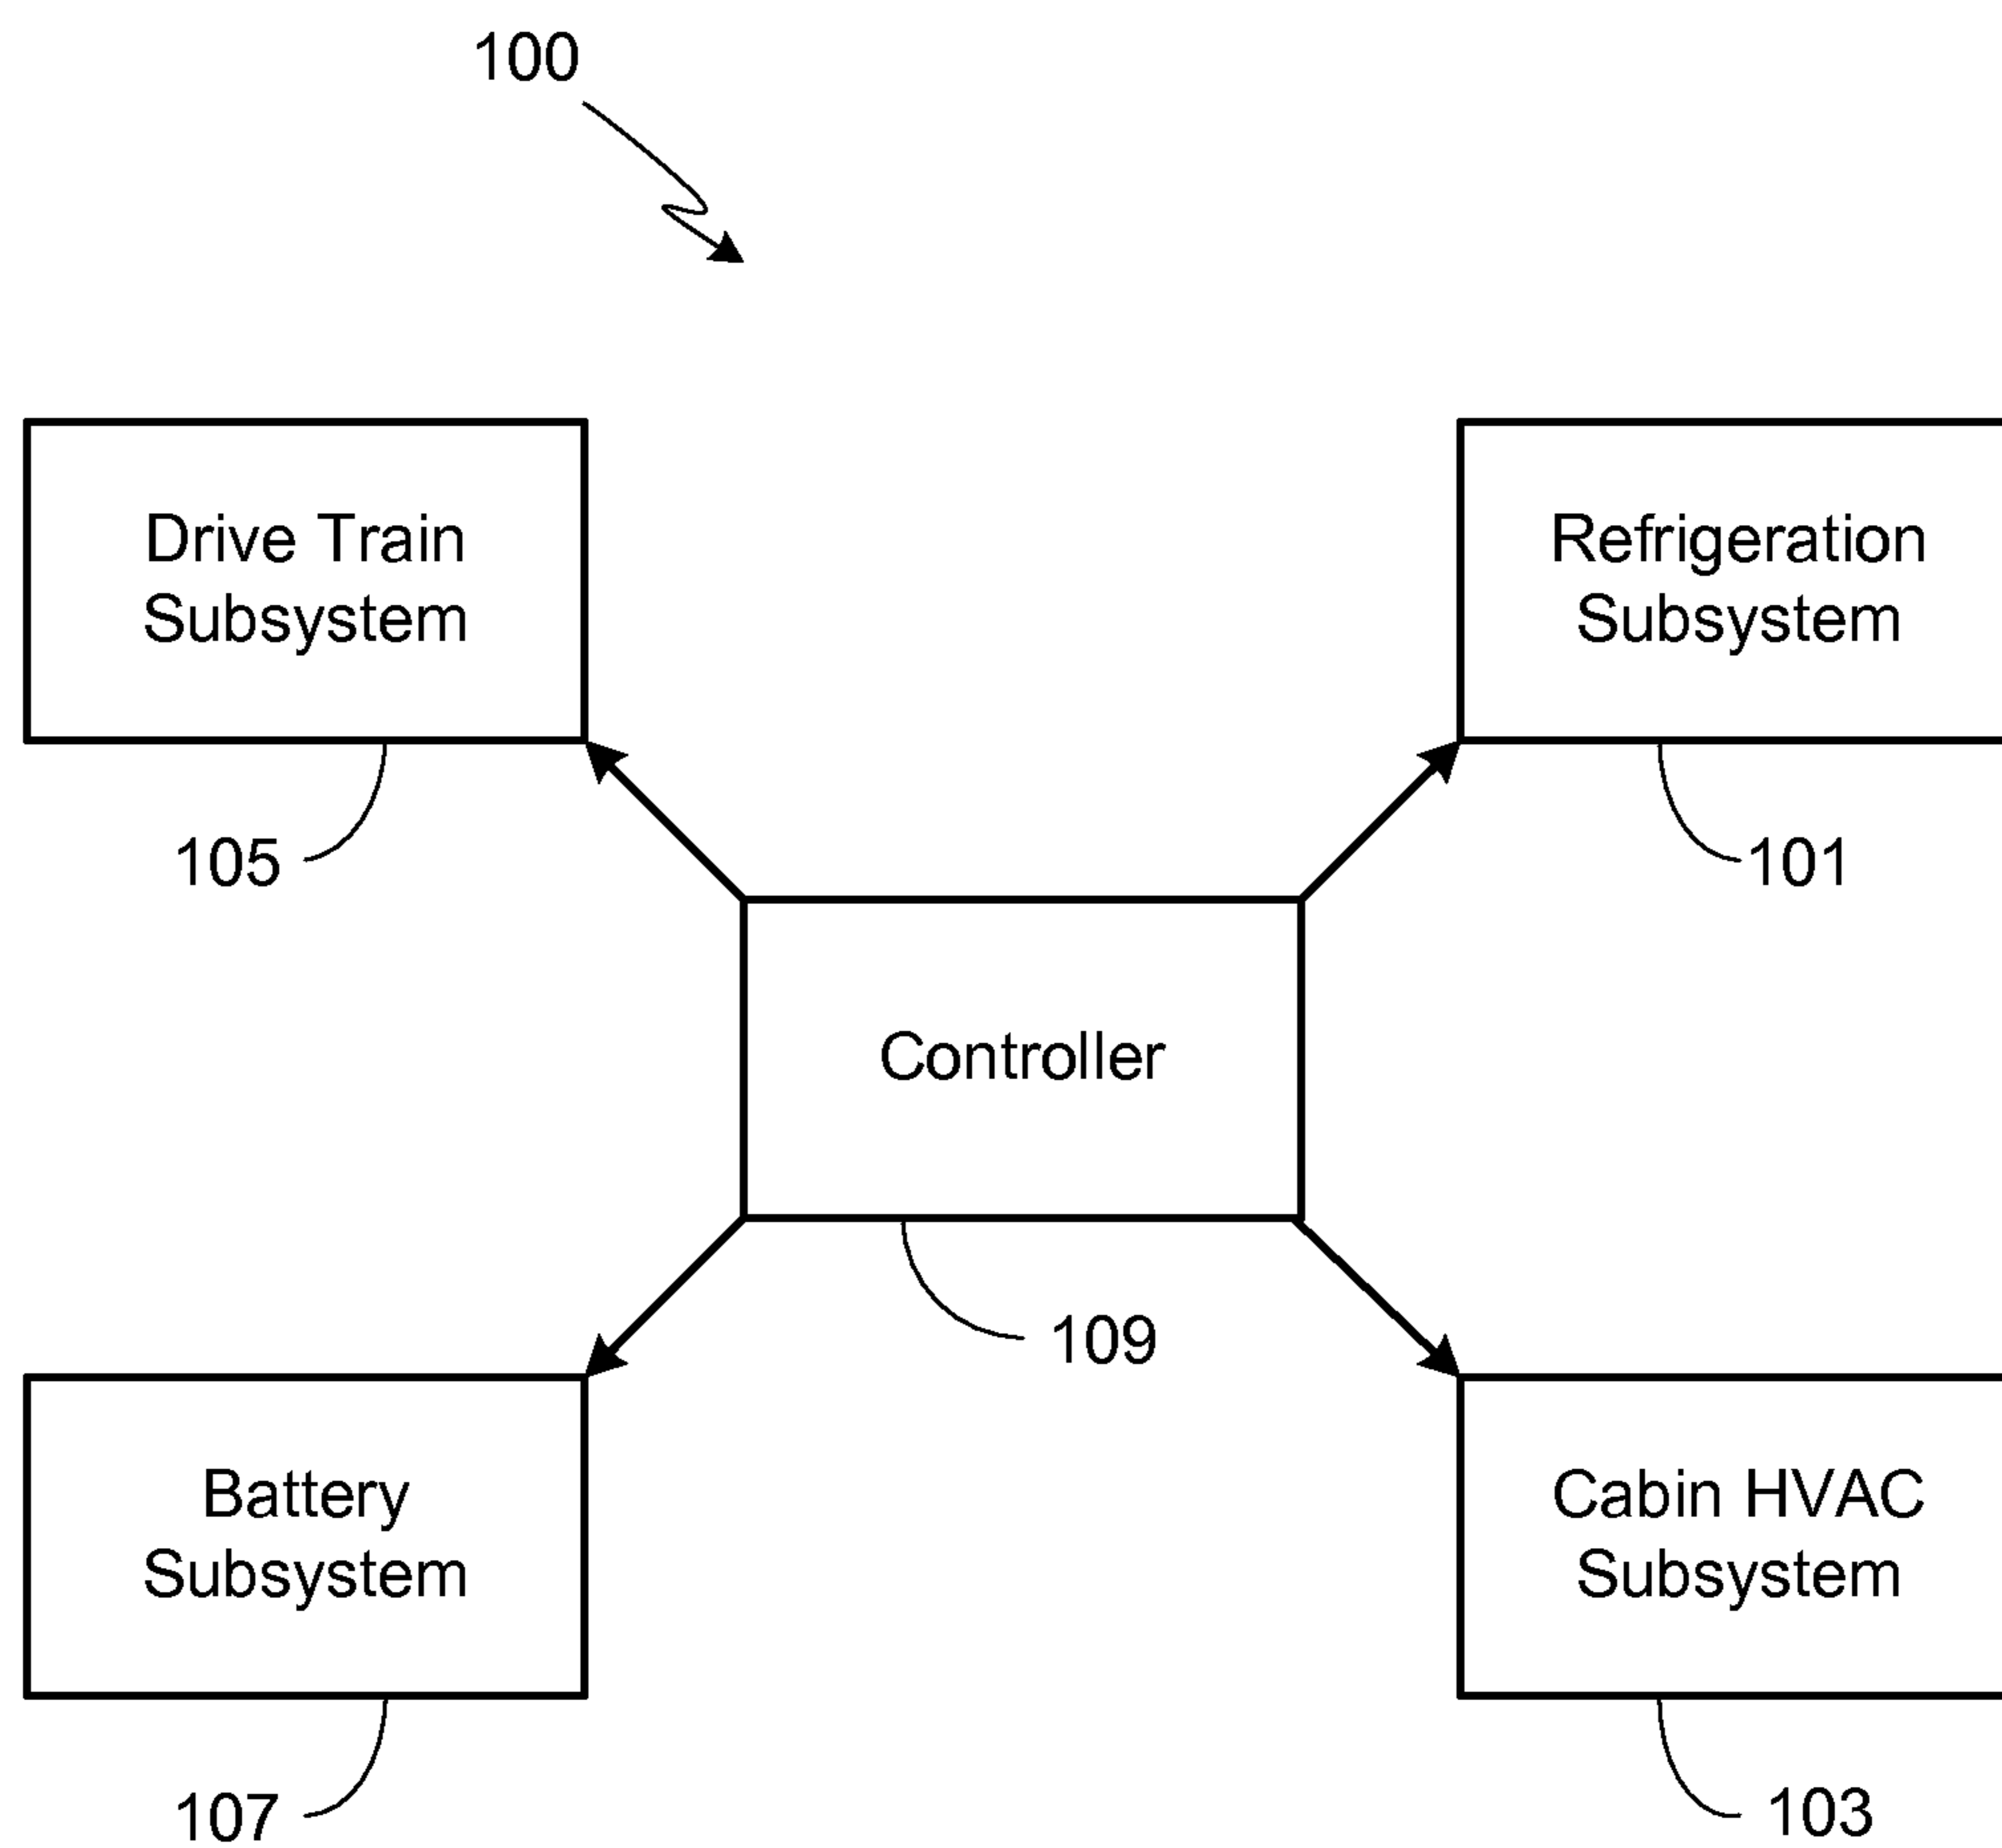 100
Drive Train
Subsystem
Refrigeration
Subsystem
105
101
Controller
109
Battery
Subsystem
Cabin HVAC
Subsystem
107
103